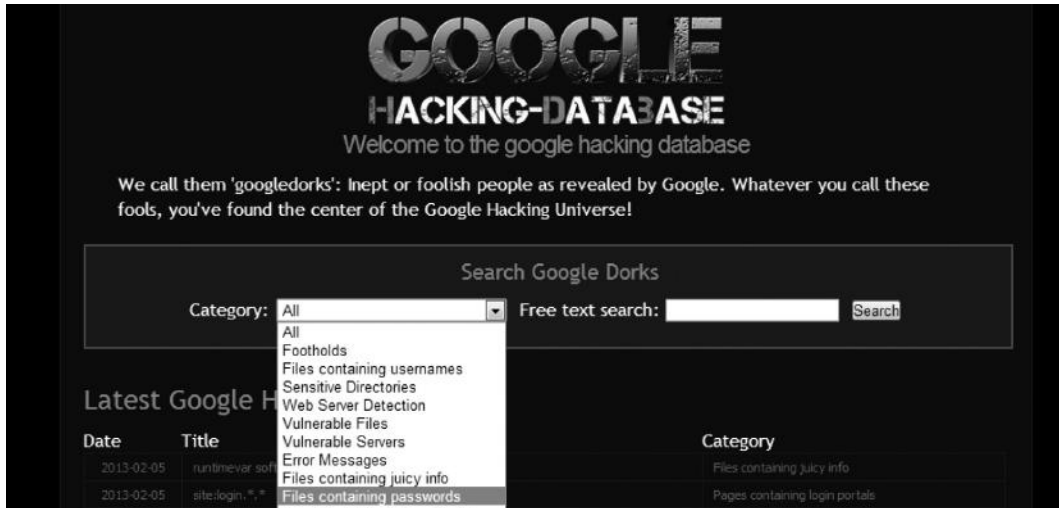 GOOGLE
HACKING-DATABASE
Welcome to the google hacking database
We call them 'googledorks': Inept or foolish people as revealed by Google. Whatever you call these
fools, you've found the center of the Google Hacking Universe!
Search Google Dorks
Category: All Free text search: Search
All
Footholds
Files containing usernames
Sensitive Directories
Web Server Detection
Vulnerable Files
Vulnerable Servers
Error Messages
Files containing juicy info
Files containing passwords
Latest Google H
Date Title Category
2013-02-05 runtimevar soft Files containing juicy info
2013-02-05 site:login.*.* Pages containing login portals